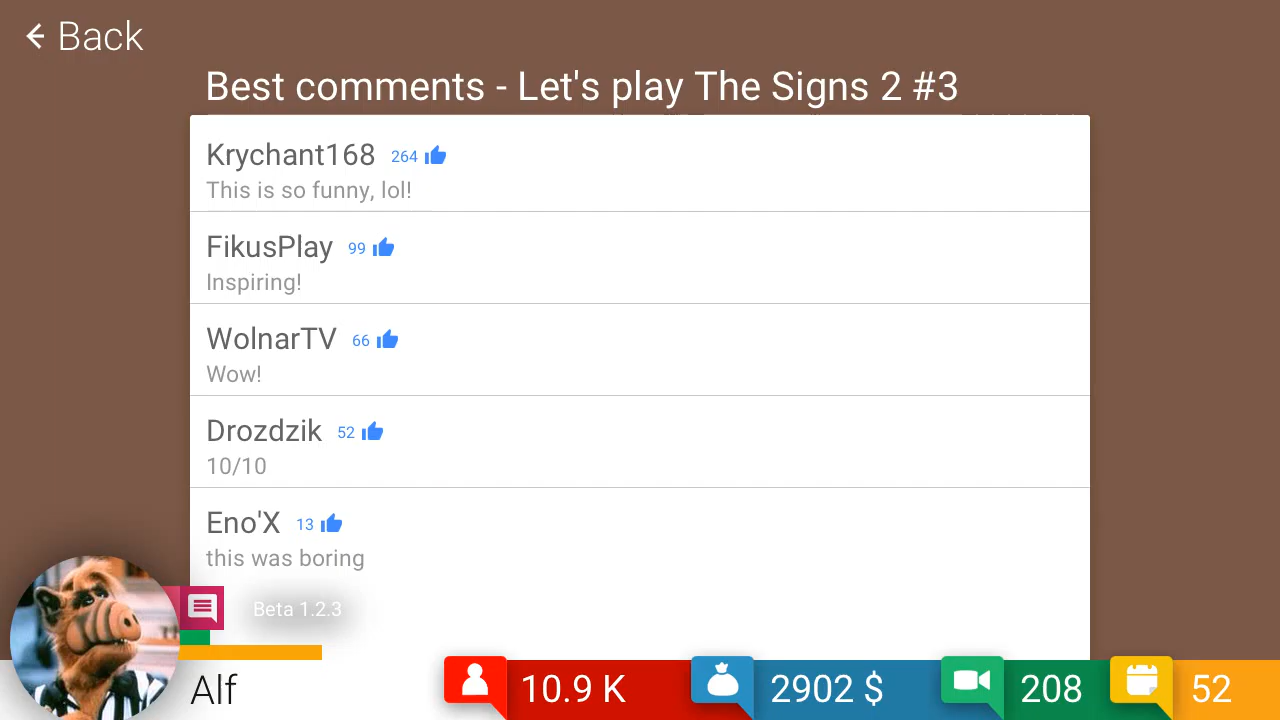 Back
Best comments - Let's play The Signs 2 #3
Krychant168 264
This is so funny, lol!
FikusPlay 99
Inspiring!
WolnarTV 66
Wow!
Drozdzik 52
10/10
Eno'X 13
this was boring
Beta 1.2.3
Alf 10.9 K 2902 $ 208 52